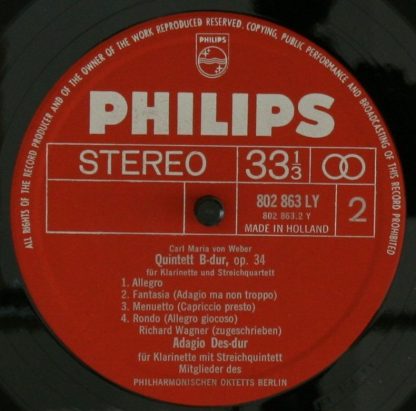 ALL RIGHTS OF THE RECORD PRODUCER AND OF THE OWNER OF THE WORK REPRODUCED RESERVED. COPYING, PUBLIC PERFORMANCE AND BROADCASTING OF THIS RECORD PROHIBITED
PHILIPS
PHILIPS
STEREO
33 1/3
802 863 LY
802 863.2 Y
MADE IN HOLLAND
2
Carl Maria von Weber
Quintett B-dur, op. 34
für Klarinette und Streichquartett
1. Allegro
2. Fantasia (Adagio ma non troppo)
3. Menuetto (Capriccio presto)
4. Rondo (Allegro giocoso)
Richard Wagner (zugeschrieben)
Adagio Des-dur
für Klarinette mit Streichquintett
Mitglieder des
PHILHARMONISCHEN OKTETTS BERLIN